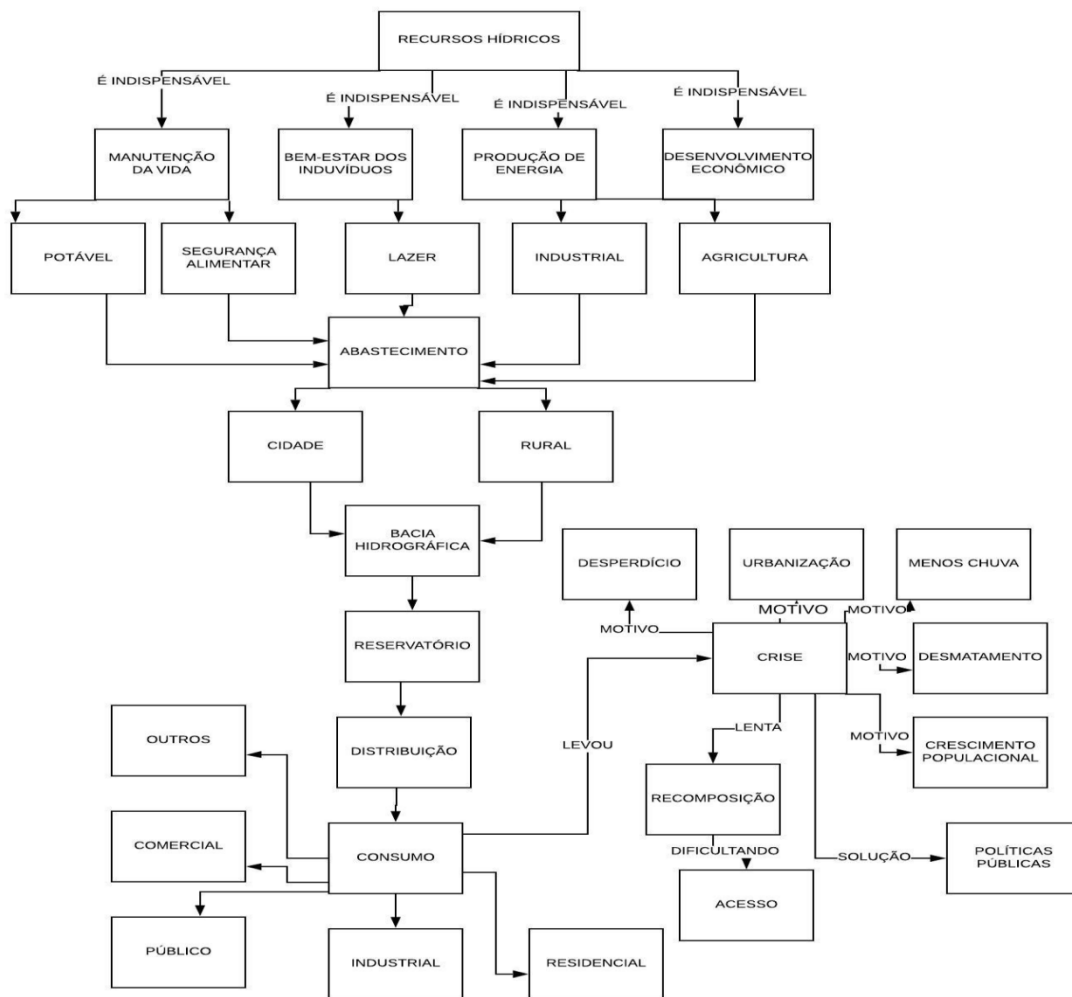 RECURSOS HÍDRICOS
É INDISPENSÁVEL
É INDISPENSÁVEL
É INDISPENSÁVEL
É INDISPENSÁVEL
MANUTENÇÃO
DA VIDA
BEM-ESTAR DOS
INDUVÍDUOS
PRODUÇÃO DE
ENERGIA
DESENVOLVIMENTO
ECONÔMICO
POTÁVEL
SEGURANÇA
ALIMENTAR
LAZER
INDUSTRIAL
AGRICULTURA
ABASTECIMENTO
CIDADE
RURAL
BACIA
HIDROGRÁFICA
RESERVATÓRIO
DISTRIBUIÇÃO
CONSUMO
OUTROS
COMERCIAL
PÚBLICO
INDUSTRIAL
RESIDENCIAL
LEVOU
CRISE
MOTIVO
DESPERDÍCIO
MOTIVO
URBANIZAÇÃO
MOTIVO
MENOS CHUVA
MOTIVO
DESMATAMENTO
MOTIVO
CRESCIMENTO
POPULACIONAL
LENTA
RECOMPOSIÇÃO
DIFICULTANDO
ACESSO
SOLUÇÃO
POLÍTICAS
PÚBLICAS